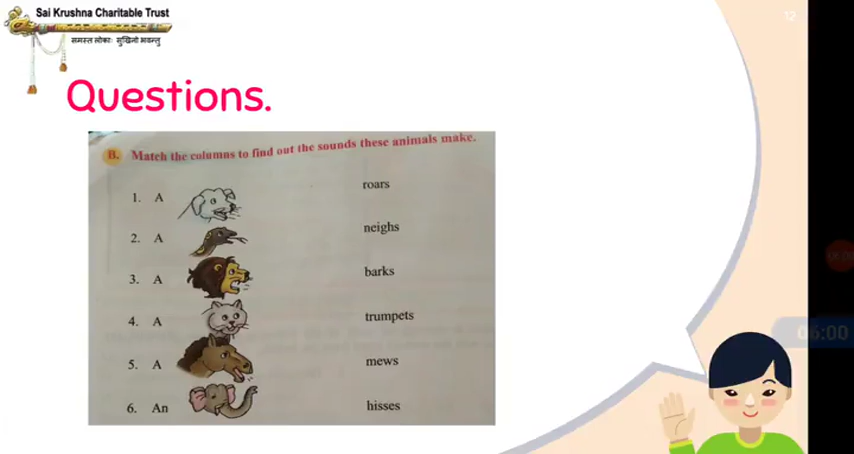 Sai Krushna Charitable Trust
समस्त लोकाः सुखिनो भवन्तु
12
Questions.
B. Match the columns to find out the sounds these animals make.
1. A roars
2. A neighs
3. A barks
4. A trumpets
5. A mews
6. An hisses
06:00